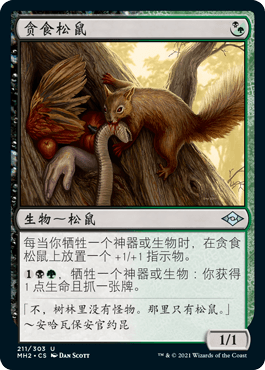 贪食松鼠
生物～松鼠
每当你牺牲一个神器或生物时，在贪食
松鼠上放置一个 +1/+1 指示物。
1，牺牲一个神器或生物：你获得
1 点生命且抓一张牌。
「不，树林里没有怪物。那里只有松鼠。」
～安哈瓦保安官约昆
1/1
211/303 U
MH2 • CS DAN SCOTT
™ & © 2021 Wizards of the Coast